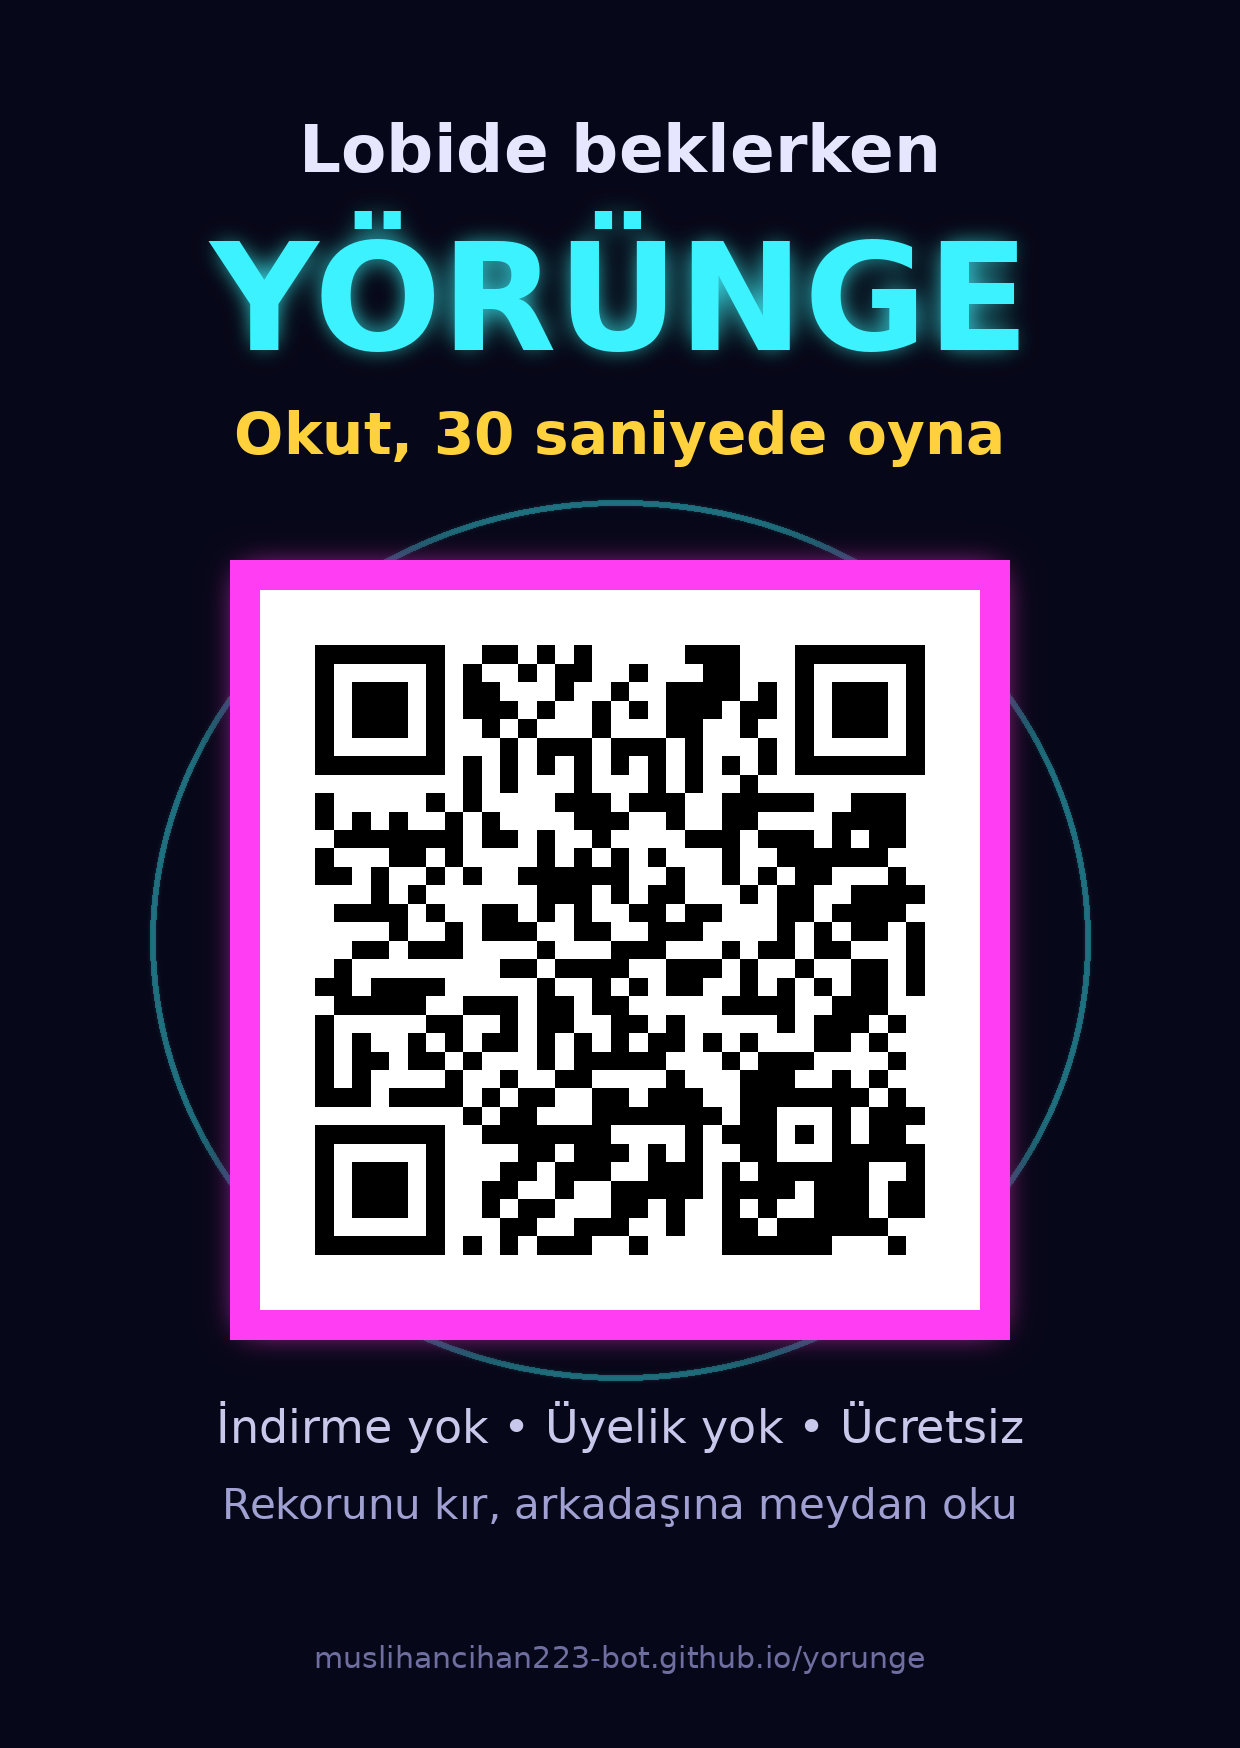 Lobide beklerken
YÖRÜNGE
Okut, 30 saniyede oyna
İndirme yok • Üyelik yok • Ücretsiz
Rekorunu kır, arkadaşına meydan oku
muslihancihan223-bot.github.io/yorunge